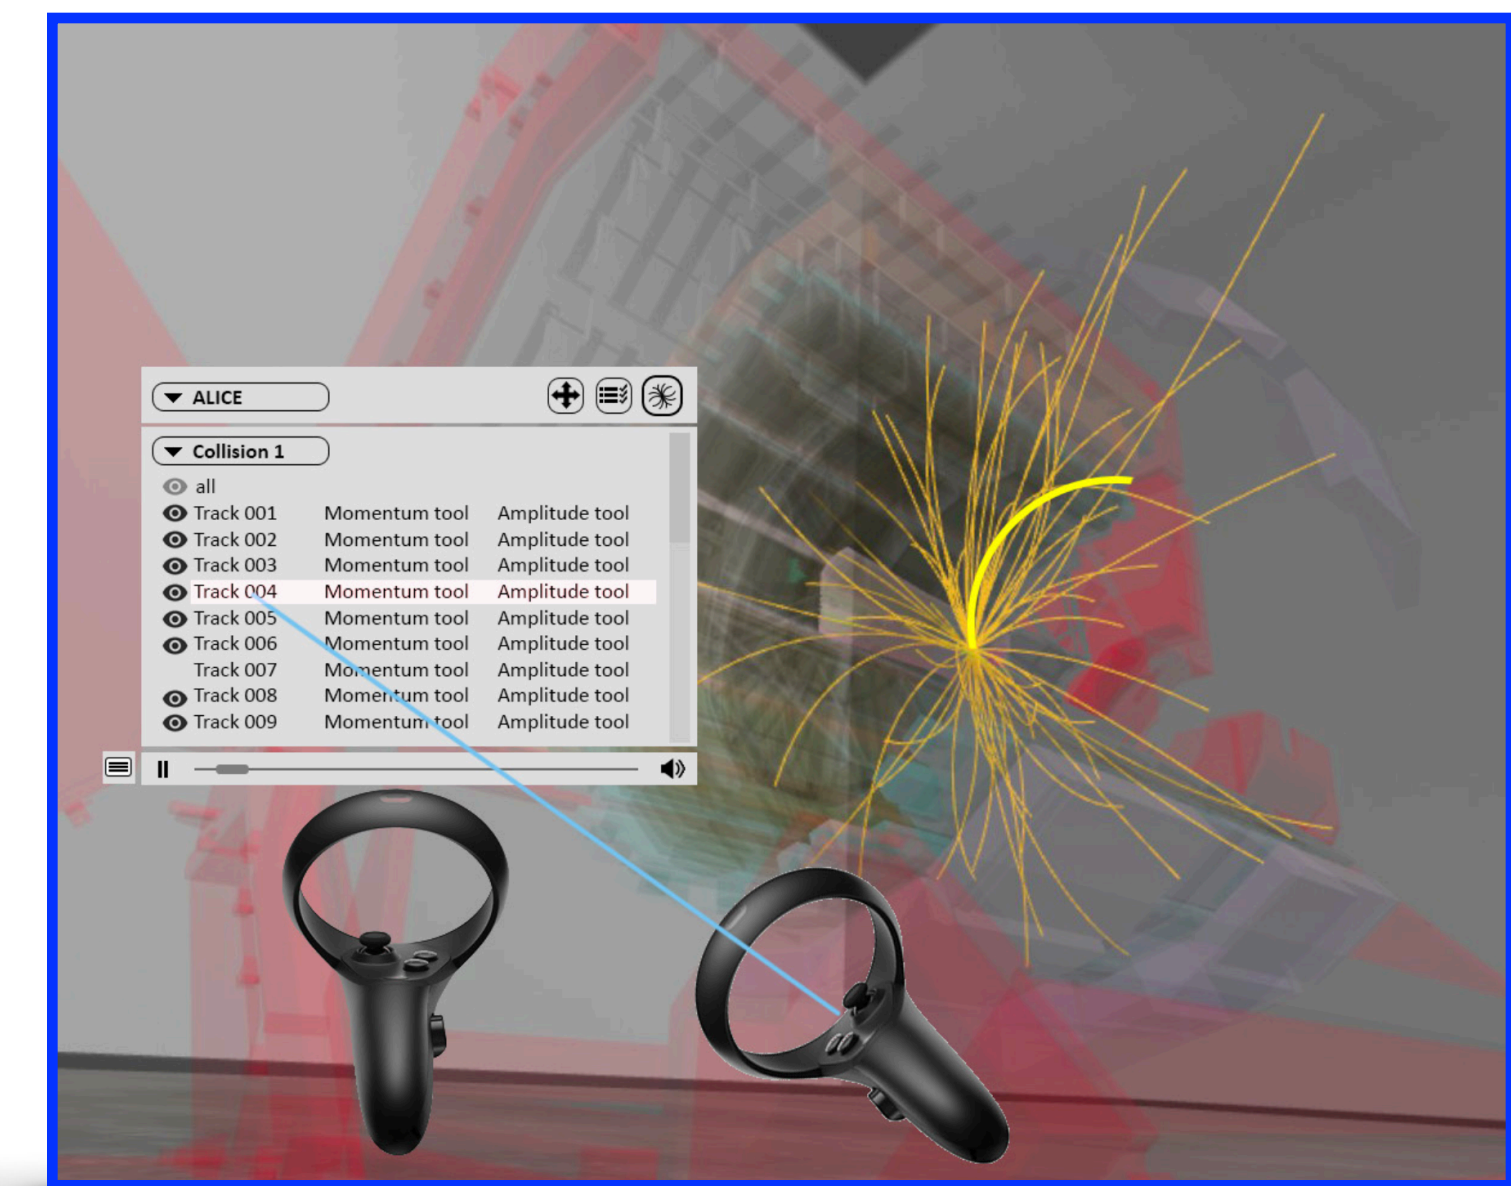 ALICE
Collision 1
all
Track 001 Momentum tool Amplitude tool
Track 002 Momentum tool Amplitude tool
Track 003 Momentum tool Amplitude tool
Track 004 Momentum tool Amplitude tool
Track 005 Momentum tool Amplitude tool
Track 006 Momentum tool Amplitude tool
Track 007 Momentum tool Amplitude tool
Track 008 Momentum tool Amplitude tool
Track 009 Momentum tool Amplitude tool